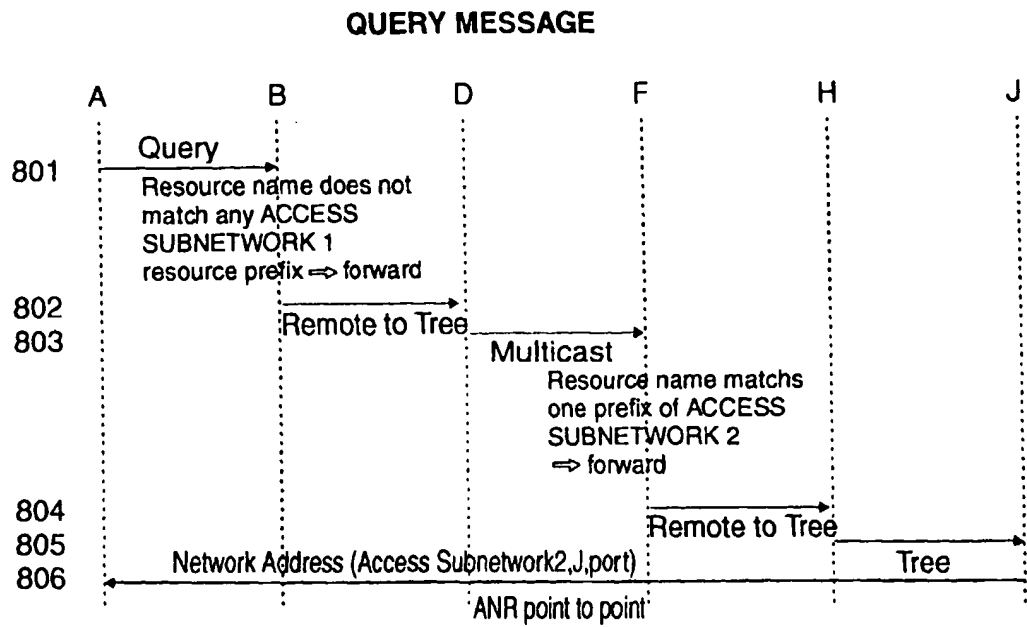 QUERY MESSAGE
A B D F H J
801 Query
Resource name does not
match any ACCESS
SUBNETWORK 1
resource prefix ⇒ forward
802 Remote to Tree
803 Multicast
Resource name matchs
one prefix of ACCESS
SUBNETWORK 2
⇒ forward
804 Remote to Tree
805 Tree
806 Network Address (Access Subnetwork2,J,port)
ANR point to point